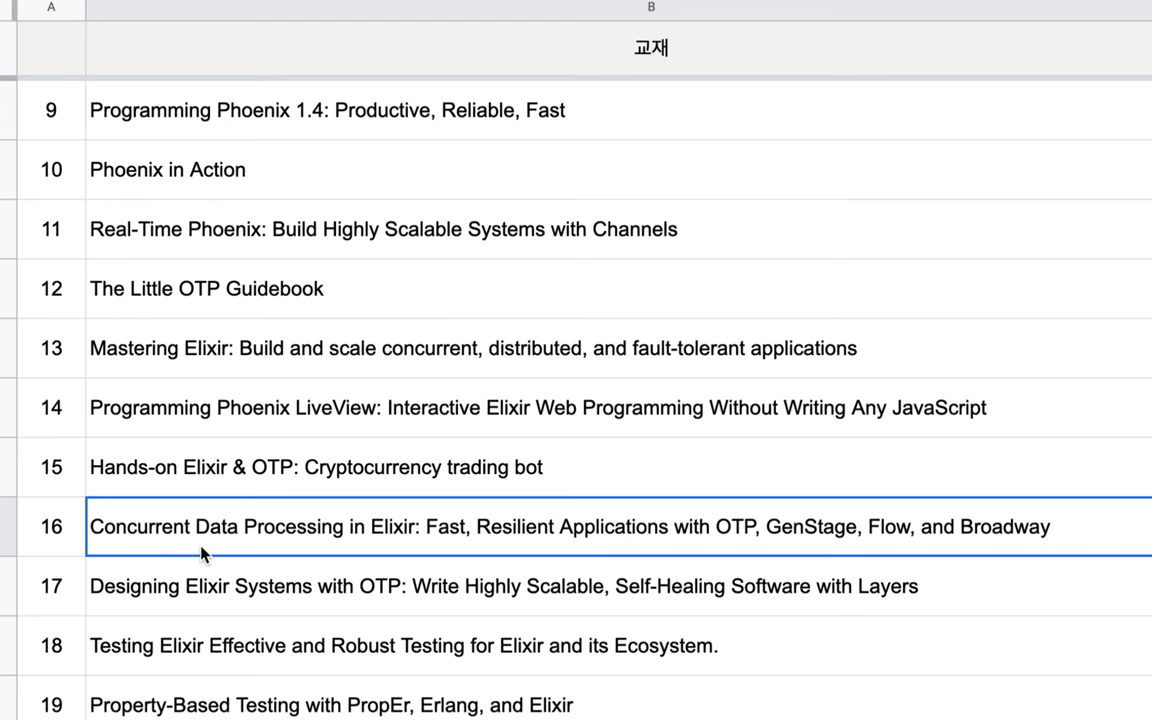 A B
교재
9 Programming Phoenix 1.4: Productive, Reliable, Fast
10 Phoenix in Action
11 Real-Time Phoenix: Build Highly Scalable Systems with Channels
12 The Little OTP Guidebook
13 Mastering Elixir: Build and scale concurrent, distributed, and fault-tolerant applications
14 Programming Phoenix LiveView: Interactive Elixir Web Programming Without Writing Any JavaScript
15 Hands-on Elixir & OTP: Cryptocurrency trading bot
16 Concurrent Data Processing in Elixir: Fast, Resilient Applications with OTP, GenStage, Flow, and Broadway
17 Designing Elixir Systems with OTP: Write Highly Scalable, Self-Healing Software with Layers
18 Testing Elixir Effective and Robust Testing for Elixir and its Ecosystem.
19 Property-Based Testing with PropEr, Erlang, and Elixir